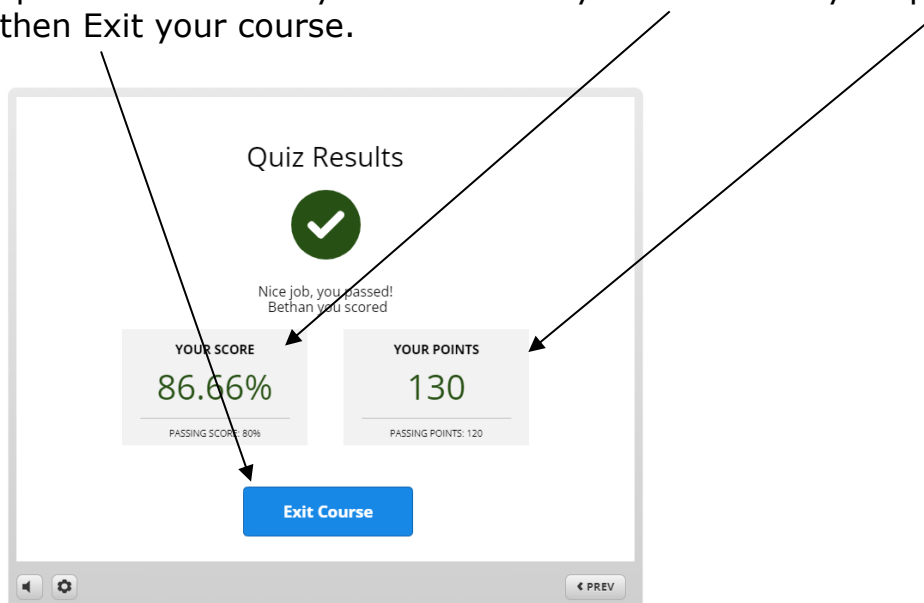 then Exit your course.
Quiz Results
Nice job, you passed!
Bethan you scored
YOUR SCORE
86.66%
PASSING SCORE: 80%
YOUR POINTS
130
PASSING POINTS: 120
Exit Course
PREV